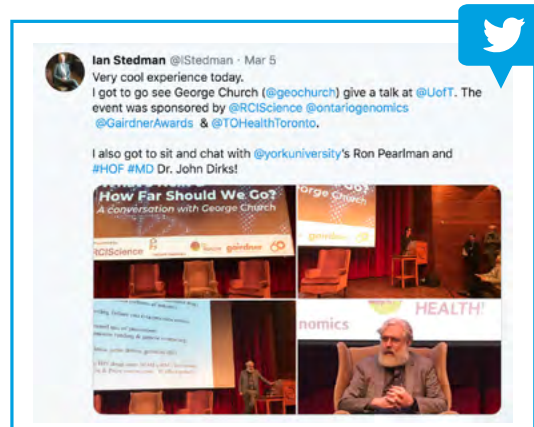 Ian Stedman @IStedman · Mar 5
Very cool experience today.
I got to go see George Church (@geochurch) give a talk at @UofT. The
event was sponsored by @RCIScience @ontariogenomics
@GairdnerAwards & @TOHealthToronto.
I also got to sit and chat with @yorkuniversity's Ron Pearlman and
#HOF #MD Dr. John Dirks!
How Far Should We Go?
A conversation with George Church
RCIScience
gairdner
George Church
gairdner
HEALTH!
nomics